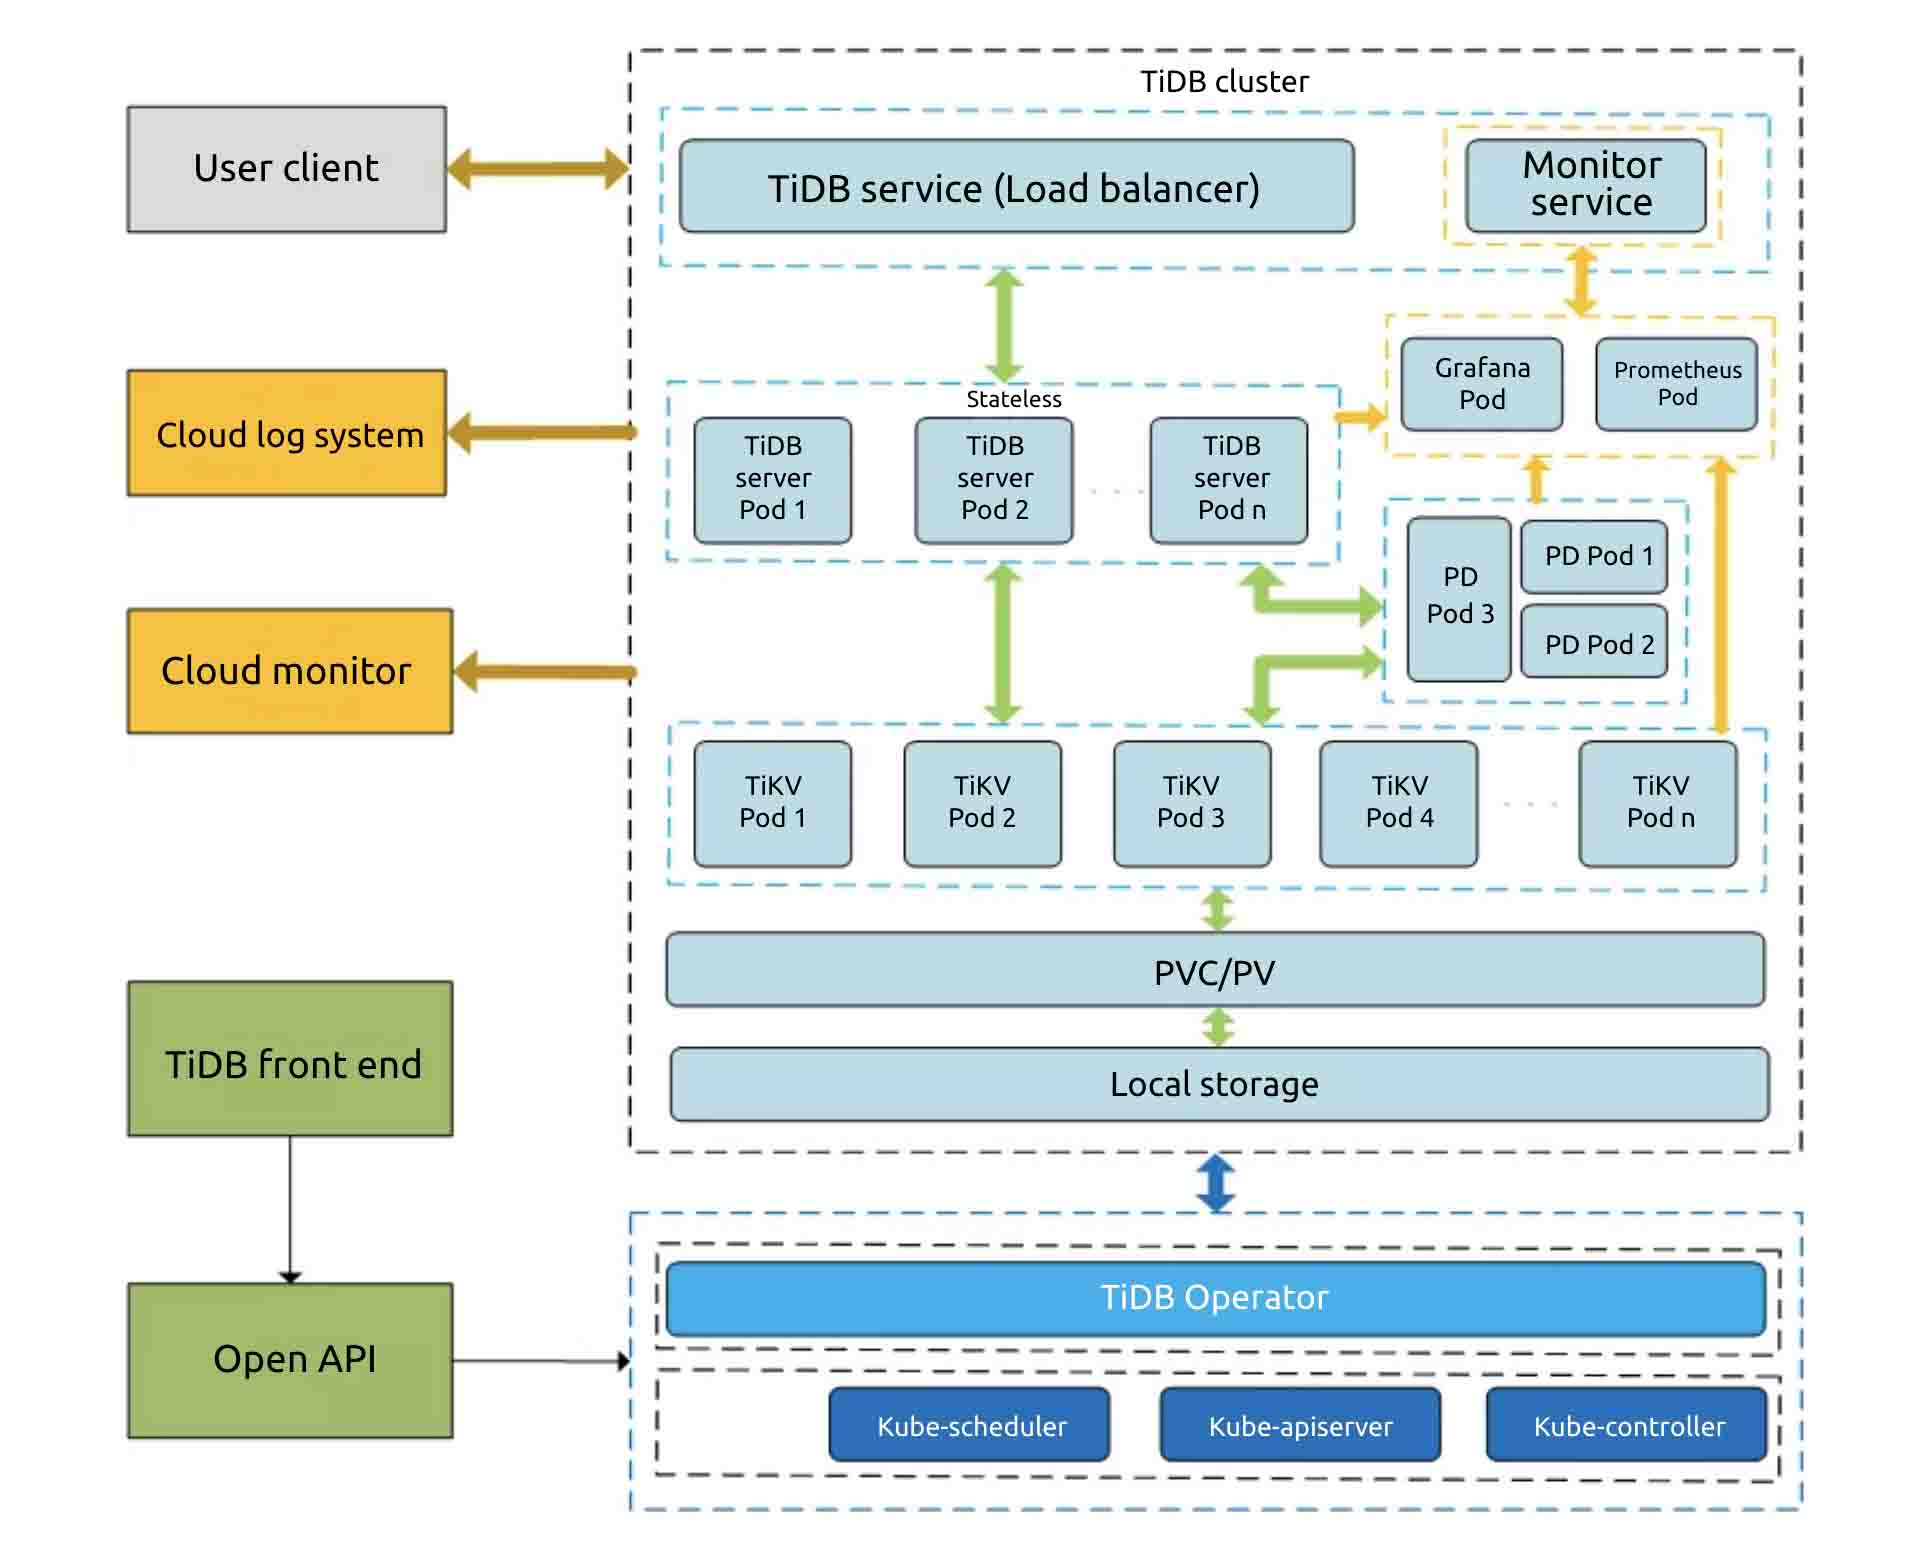 TiDB cluster
User client
TiDB service (Load balancer)
Monitor
service
Grafana
Pod
Prometheus
Pod
Cloud log system
Stateless
TiDB
server
Pod 1
TiDB
server
Pod 2
TiDB
server
Pod n
PD
Pod 3
PD Pod 1
PD Pod 2
Cloud monitor
TiKV
Pod 1
TiKV
Pod 2
TiKV
Pod 3
TiKV
Pod 4
TiKV
Pod n
PVC/PV
TiDB front end
Local storage
TiDB Operator
Open API
Kube-scheduler
Kube-apiserver
Kube-controller